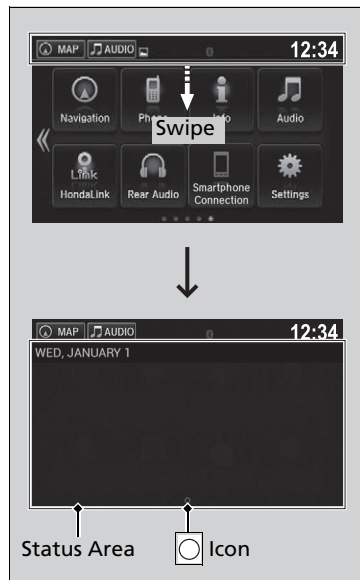 MAP AUDIO 12:34
Swipe
Navigation Phone Info Audio
HondaLink Rear Audio Smartphone Connection Settings
MAP AUDIO 12:34
WED, JANUARY 1
Status Area Icon